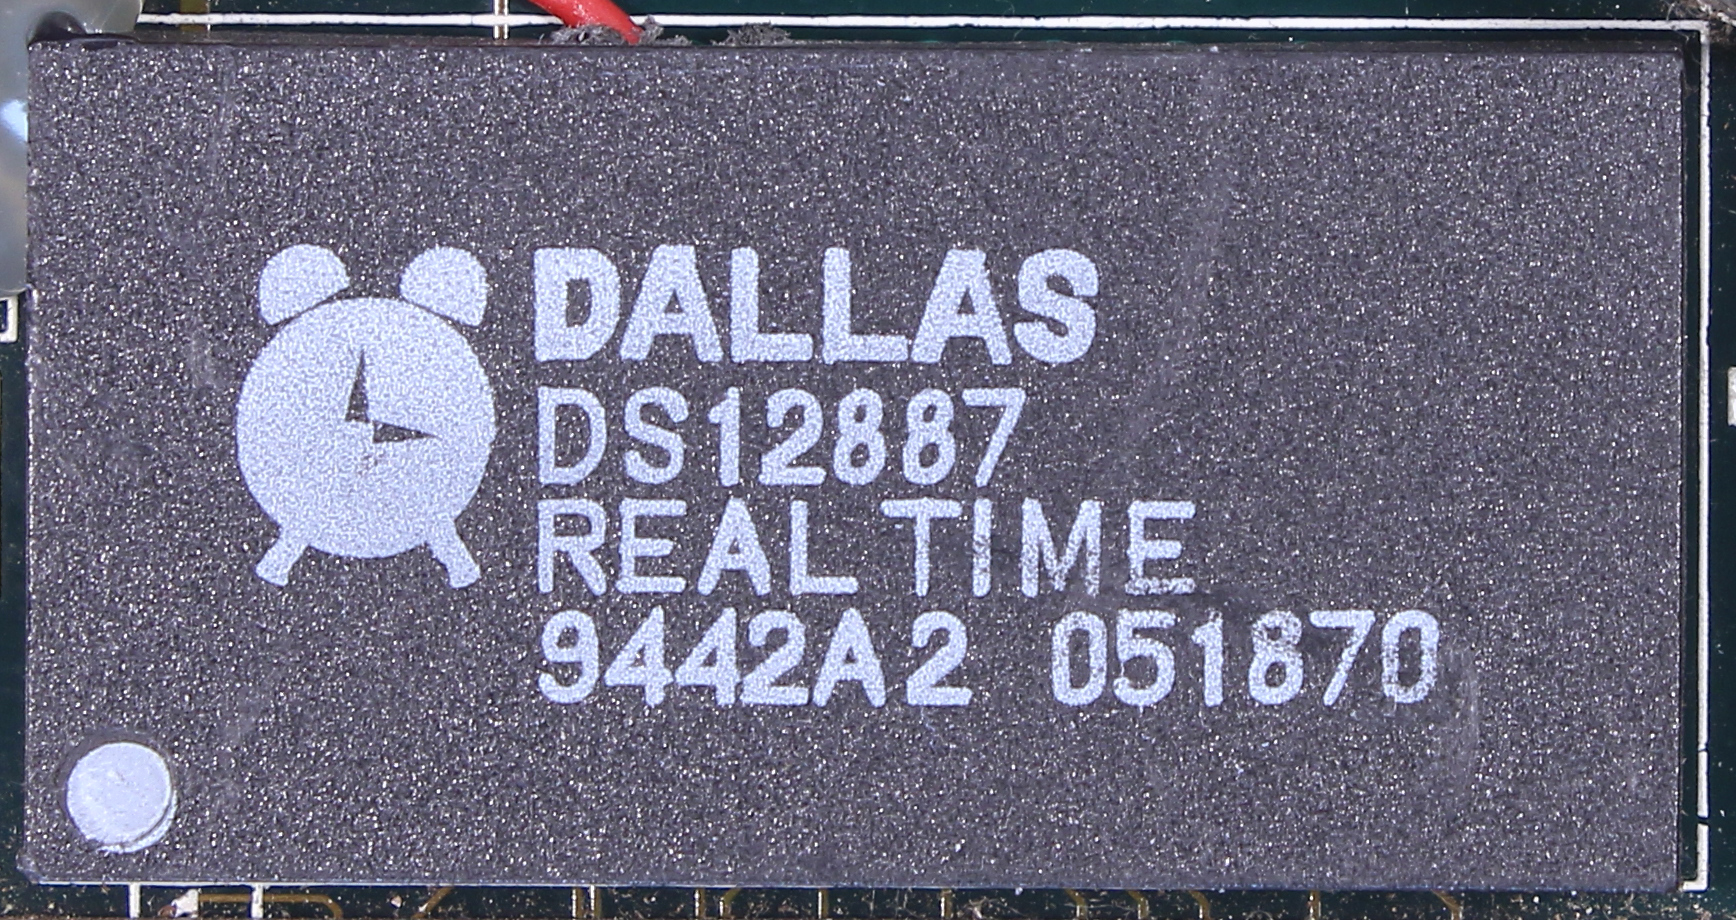 DALLAS
DS12887
REAL TIME
9442A2 051870